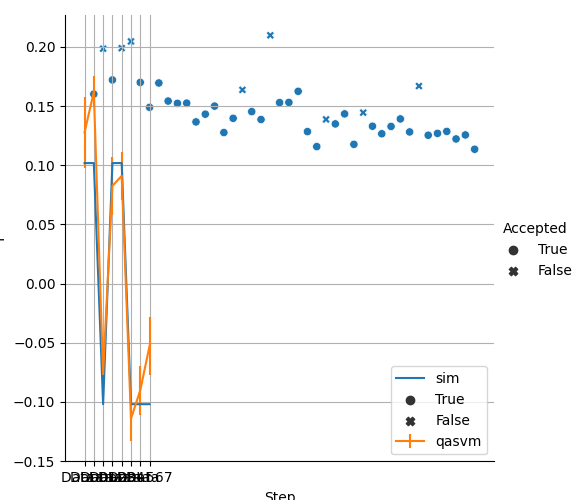 0.20
0.15
0.10
0.05
0.00
−0.05
−0.10
−0.15
Accepted
True
False
sim
True
False
qasvm
Step